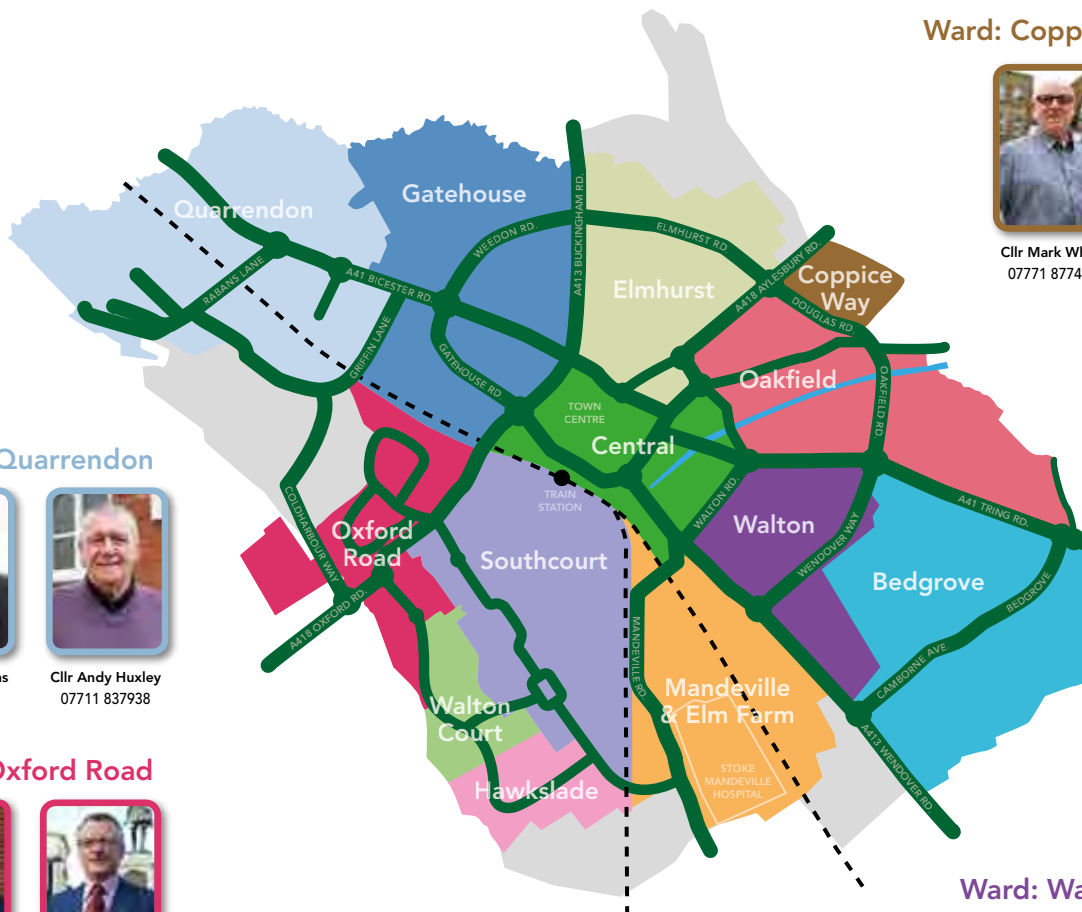 Ward: Copp
Cllr Mark Wh
07771 8774
Quarrendon
Gatehouse
Elmhurst
Coppice
Way
Oakfield
TOWN
CENTRE
Central
TRAIN
STATION
Oxford
Road
Southcourt
Walton
Bedgrove
Walton
Court
Hawkslade
Mandeville
& Elm Farm
STOKE
MANDEVILLE
HOSPITAL
RABANS LANE
A41 BICESTER RD.
GRIFFIN LANE
WEEDON RD.
GATEHOUSE RD.
A413 BUCKINGHAM RD.
ELMHURST RD.
A418 AYLESBURY RD.
DOUGLAS RD.
OAKFIELD RD.
A41 TRING RD.
WALTON RD.
WENDOVER WAY
BEDGROVE
CAMBORNE AVE.
A413 WENDOVER RD.
MANDEVILLE RD.
COLDHARBOUR WAY
A418 OXFORD RD.
Quarrendon
as
Cllr Andy Huxley
07711 837938
Oxford Road
Ward: Wa